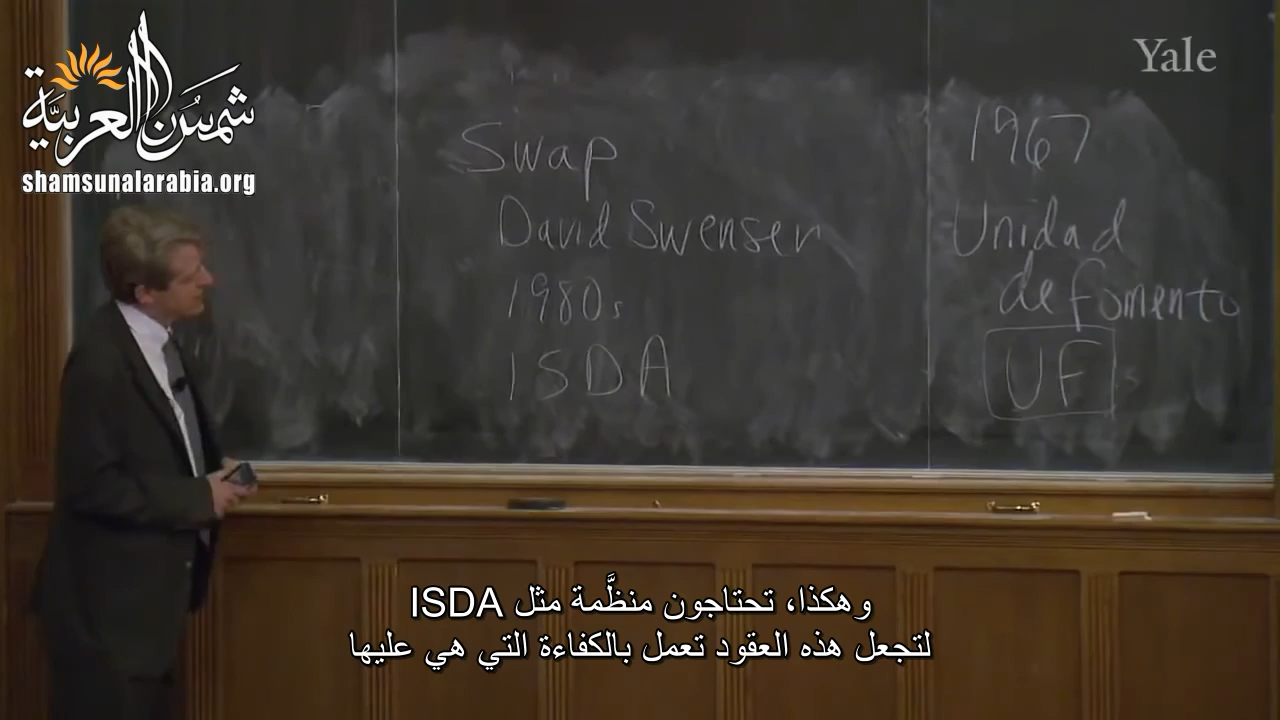 شمس العربية
shamsunalarabia.org
Yale
Swap
David Swensen
1980s
ISDA
1967
Unidad
de fomento
UF
وهكذا، تحتاجون منظَّمة مثل ISDA
لتجعل هذه العقود تعمل بالكفاءة التي هي عليها